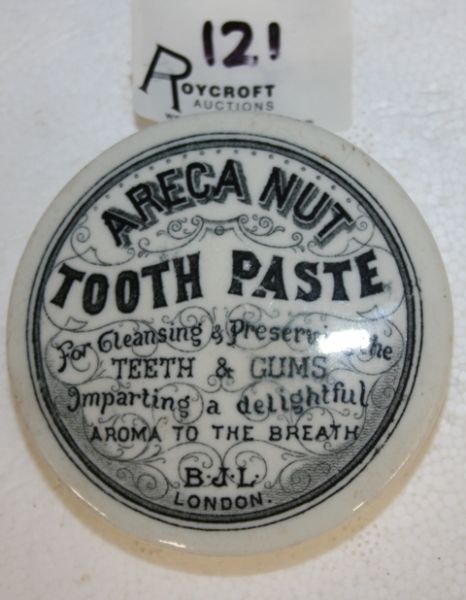 121
ROYCROFT
AUCTIONS
ARECA NUT
TOOTH PASTE
For Cleansing & Preserving the
TEETH & GUMS
Imparting a delightful
AROMA TO THE BREATH
B.J.L.
LONDON.